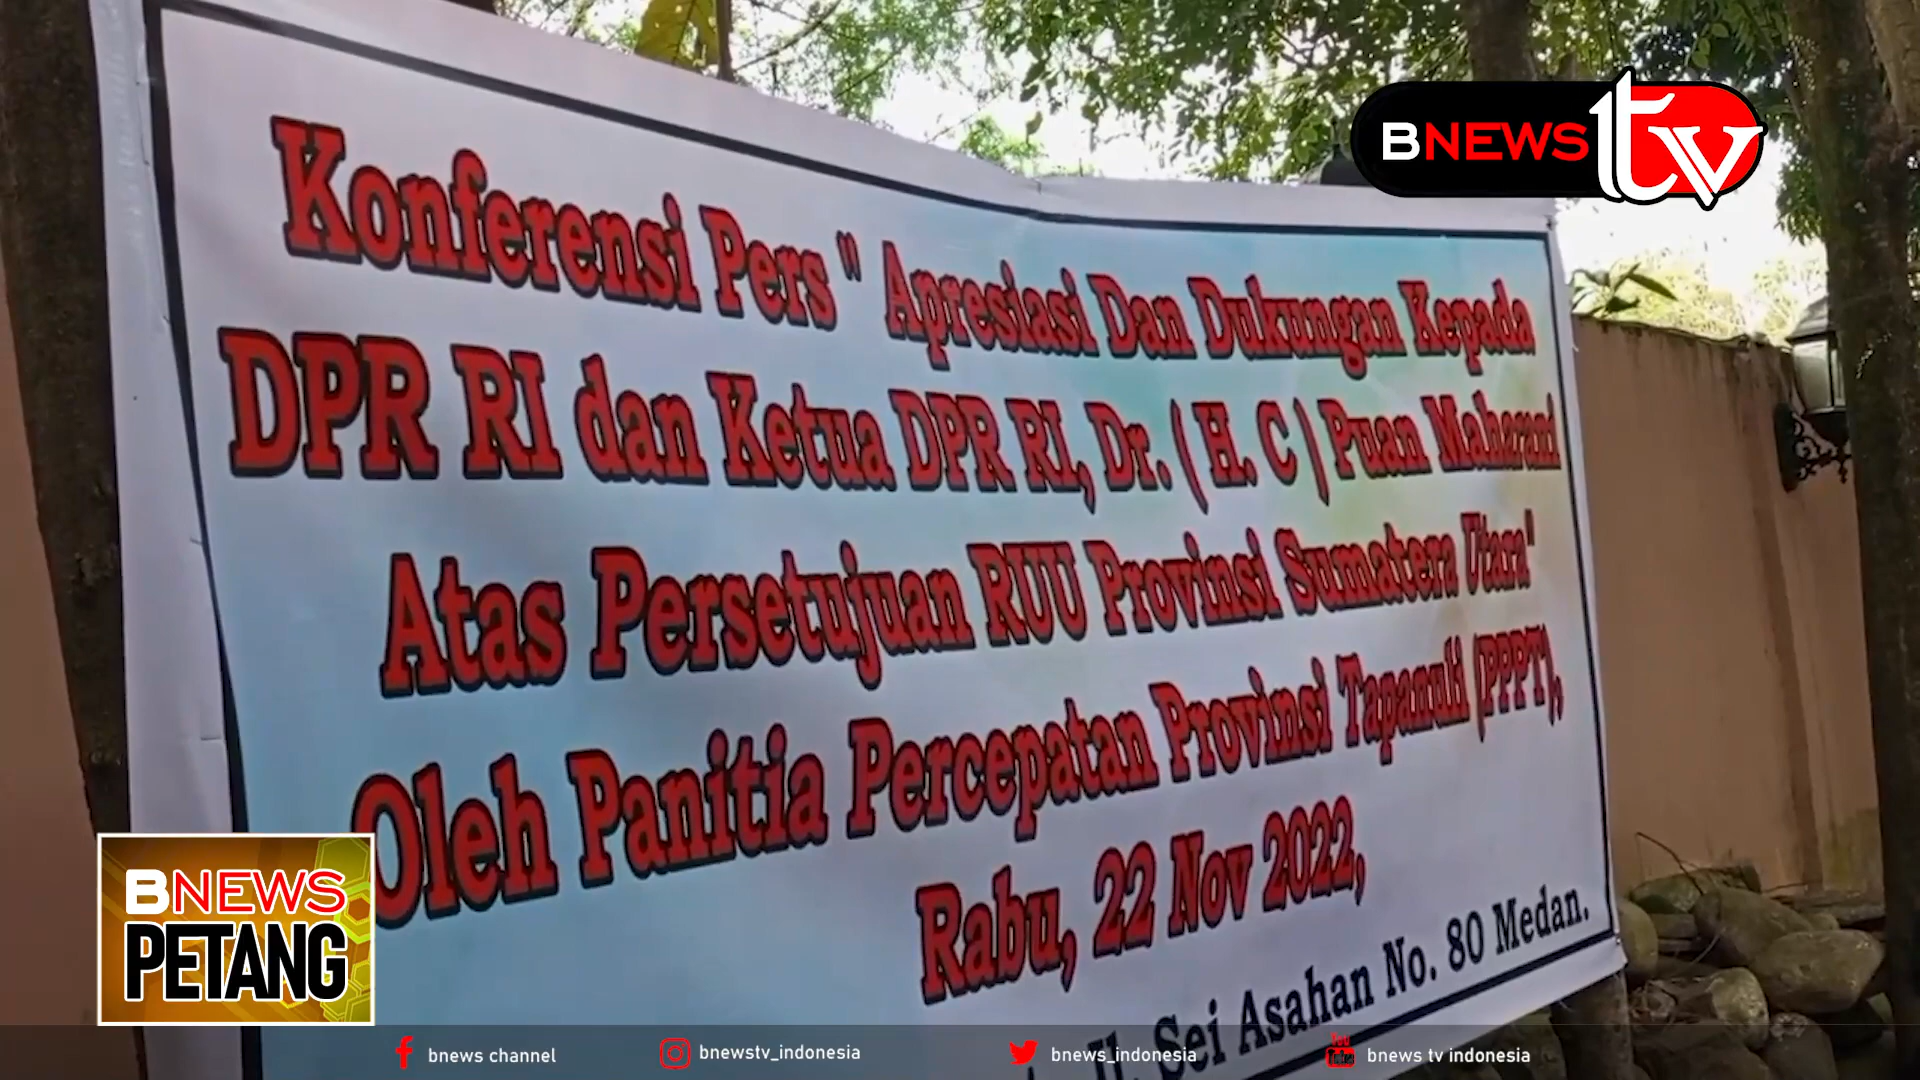 BNEWS tv
Konferensi Pers " Apresiasi Dan Dukungan Kepada
DPR RI dan Ketua DPR RI, Dr. ( H. C ) Puan Maharani
Atas Persetujuan RUU Provinsi Sumatera Utara"
Oleh Panitia Percepatan Provinsi Tapanuli (PPPT),
Rabu, 22 Nov 2022,
Jl. Sei Asahan No. 80 Medan.
BNEWS
PETANG
bnews channel
bnewstv_indonesia
bnews_indonesia
You Tube
bnews tv indonesia